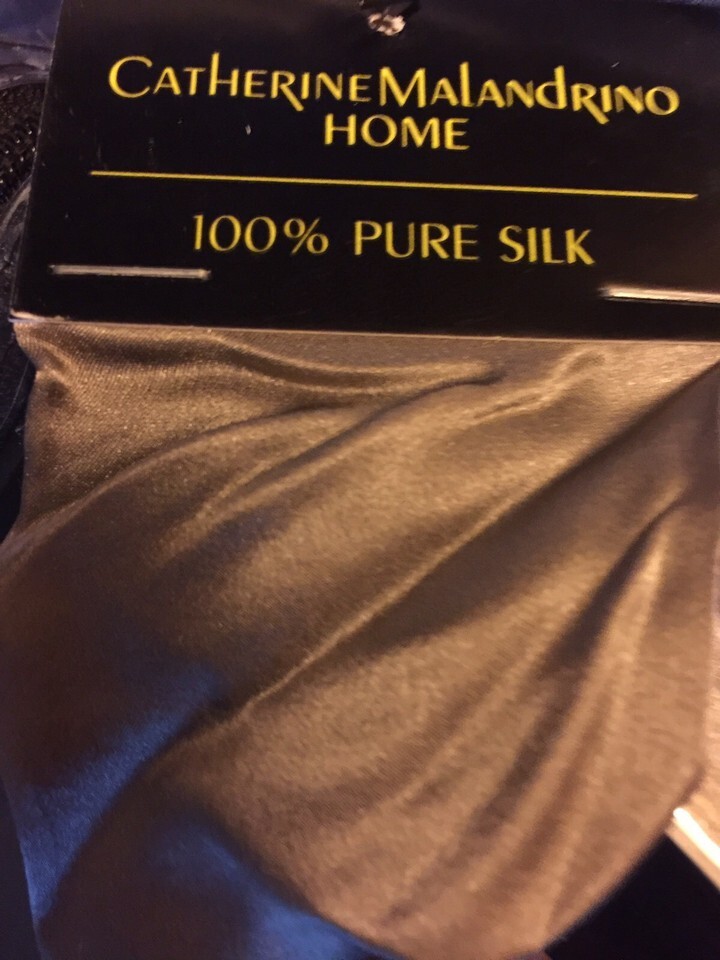 CatherineMalandrino
HOME
100% PURE SILK